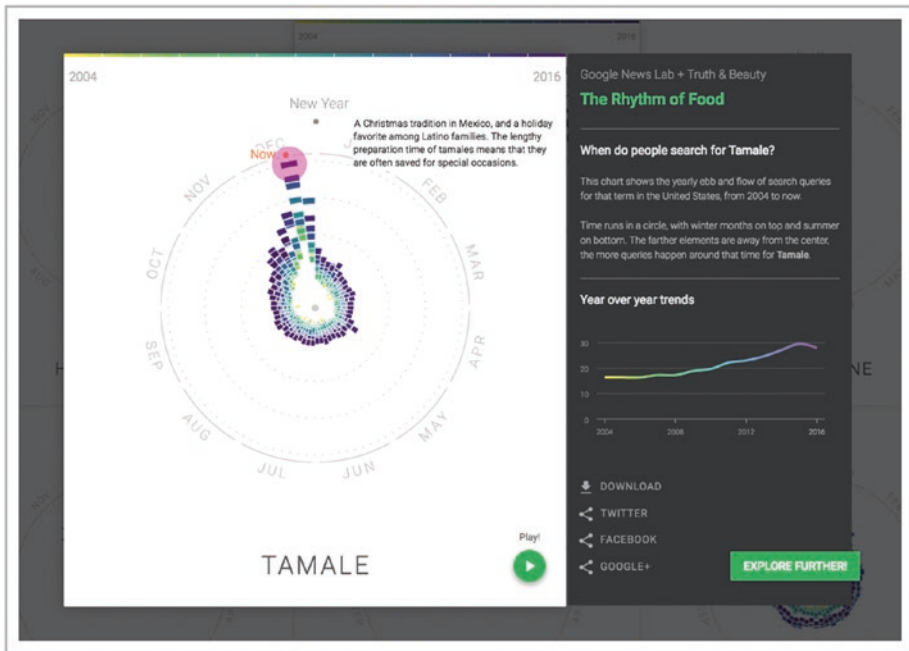 2004
2016
2004
2016
New Year
A Christmas tradition in Mexico, and a holiday
favorite among Latino families. The lengthy
preparation time of tamales means that they
are often saved for special occasions.
Now
DEC
FEB
MAR
APR
MAY
JUN
JUL
AUG
SEP
OCT
NOV
TAMALE
Play!
Google News Lab + Truth & Beauty
The Rhythm of Food
When do people search for Tamale?
This chart shows the yearly ebb and flow of search queries
for that term in the United States, from 2004 to now.
Time runs in a circle, with winter months on top and summer
on bottom. The farther elements are away from the center,
the more queries happen around that time for Tamale.
Year over year trends
30
20
10
0
2004
2008
2012
2016
DOWNLOAD
TWITTER
FACEBOOK
GOOGLE+
EXPLORE FURTHER!